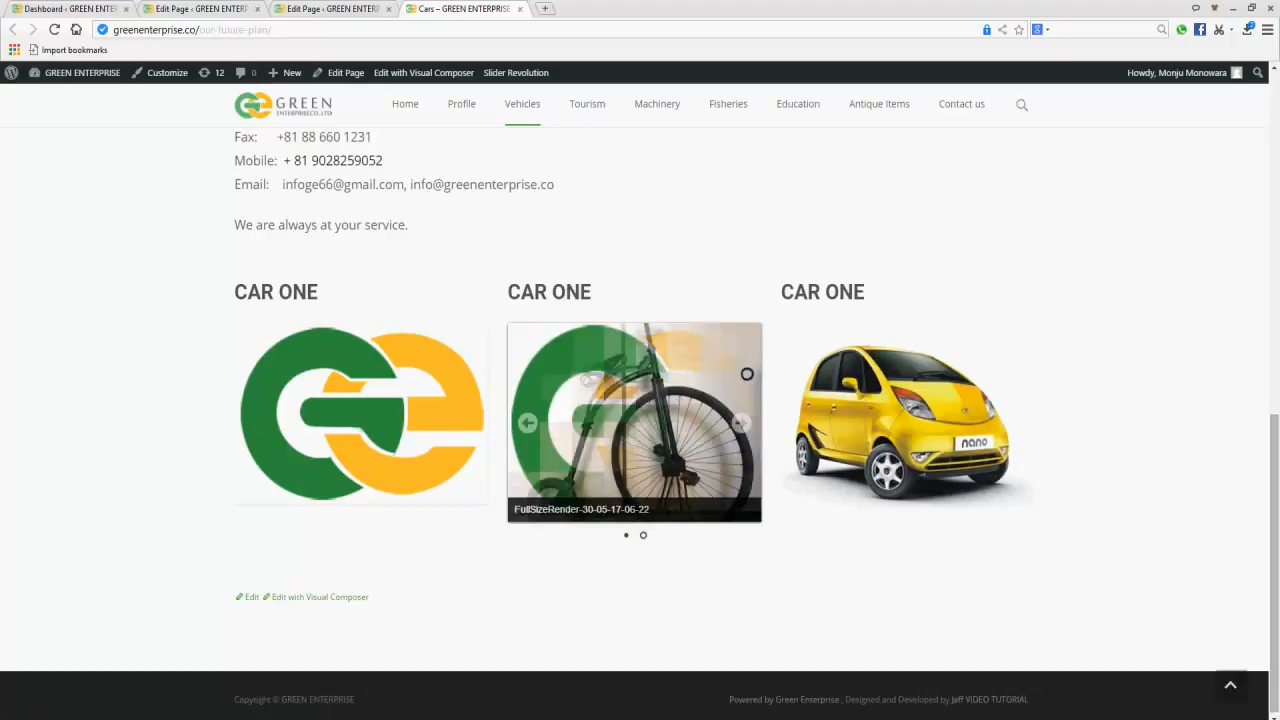 Dashboard ‹ GREEN ENTER
Edit Page ‹ GREEN ENTERP
Edit Page ‹ GREEN ENTERP
Cars – GREEN ENTERPRISE
greenenterprise.co/our-future-plan/
Import bookmarks
GREEN ENTERPRISE
Customize
12
0
New
Edit Page
Edit with Visual Composer
Slider Revolution
Howdy, Monju Monowara
GREEN
ENTERPRISECO.,LTD
Home
Profile
Vehicles
Tourism
Machinery
Fisheries
Education
Antique Items
Contact us
Fax: +81 88 660 1231
Mobile: + 81 9028259052
Email: infoge66@gmail.com, info@greenenterprise.co
We are always at your service.
CAR ONE
CAR ONE
CAR ONE
nano
FullSizeRender-30-05-17-06-22
Edit Edit with Visual Composer
Copyright © GREEN ENTERPRISE
Powered by Green Enterprise , Designed and Developed by Jaff VIDEO TUTORIAL